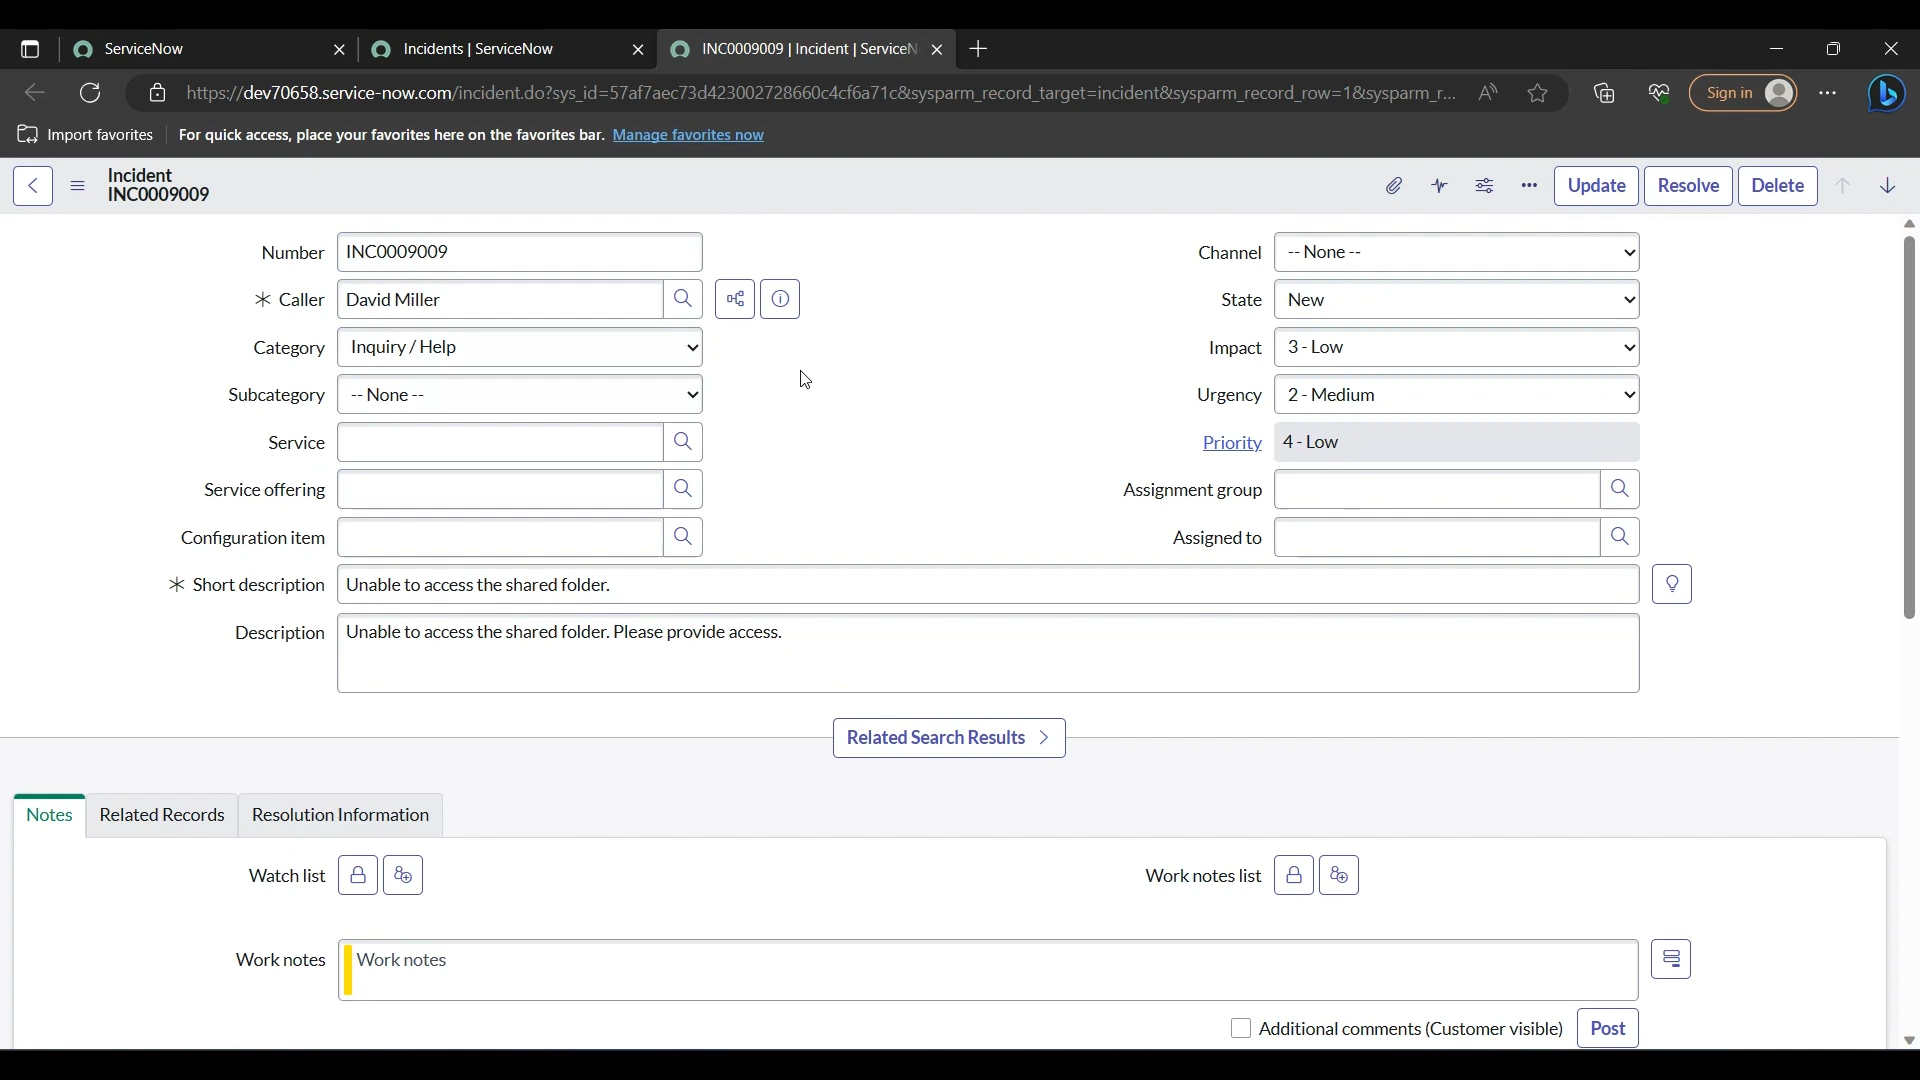 ServiceNow
Incidents | ServiceNow
INC0009009 | Incident | ServiceN
https://dev70658.service-now.com/incident.do?sys_id=57af7aec73d423002728660c4cf6a71c&sysparm_record_target=incident&sysparm_record_row=1&sysparm_r...
Sign in
Import favorites
For quick access, place your favorites here on the favorites bar. Manage favorites now
Incident
INC0009009
Update
Resolve
Delete
Number INC0009009
Channel -- None --
* Caller David Miller
State New
Category Inquiry / Help
Impact 3 - Low
Subcategory -- None --
Urgency 2 - Medium
Service
Priority 4 - Low
Service offering
Assignment group
Configuration item
Assigned to
* Short description Unable to access the shared folder.
Description Unable to access the shared folder. Please provide access.
Related Search Results
Notes
Related Records
Resolution Information
Watch list
Work notes list
Work notes Work notes
Additional comments (Customer visible)
Post